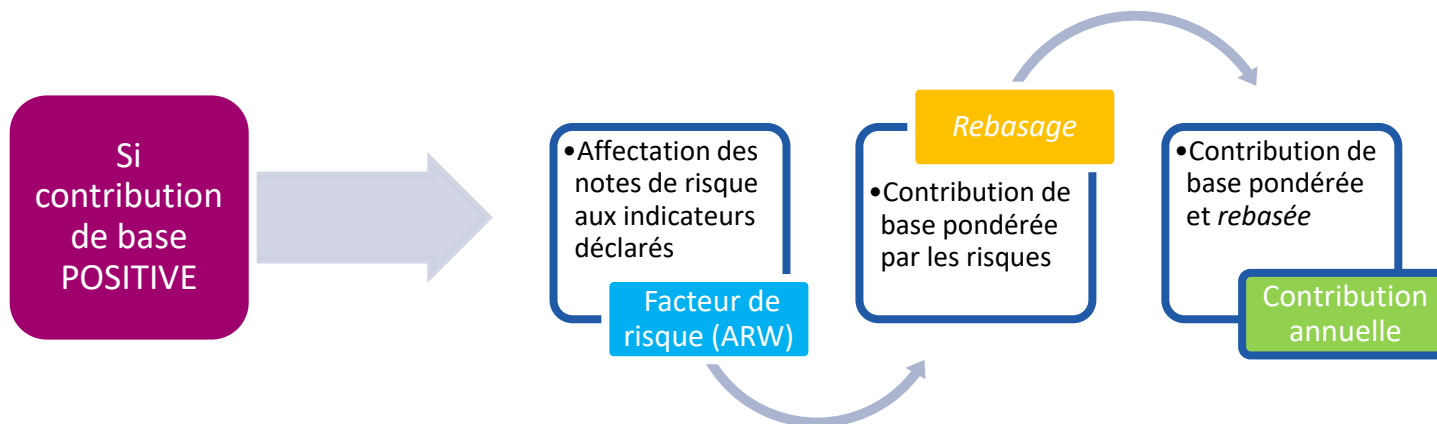 Si
contribution
de base
POSITIVE
•Affectation des
notes de risque
aux indicateurs
déclarés
Facteur de
risque (ARW)
Rebasage
•Contribution de
base pondérée
par les risques
•Contribution de
base pondérée
et rebasée
Contribution
annuelle